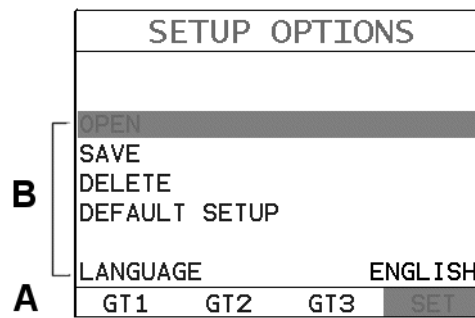 SETUP OPTIONS
OPEN
SAVE
DELETE
DEFAULT SETUP
LANGUAGE ENGLISH
GT1 GT2 GT3 SET
B
A